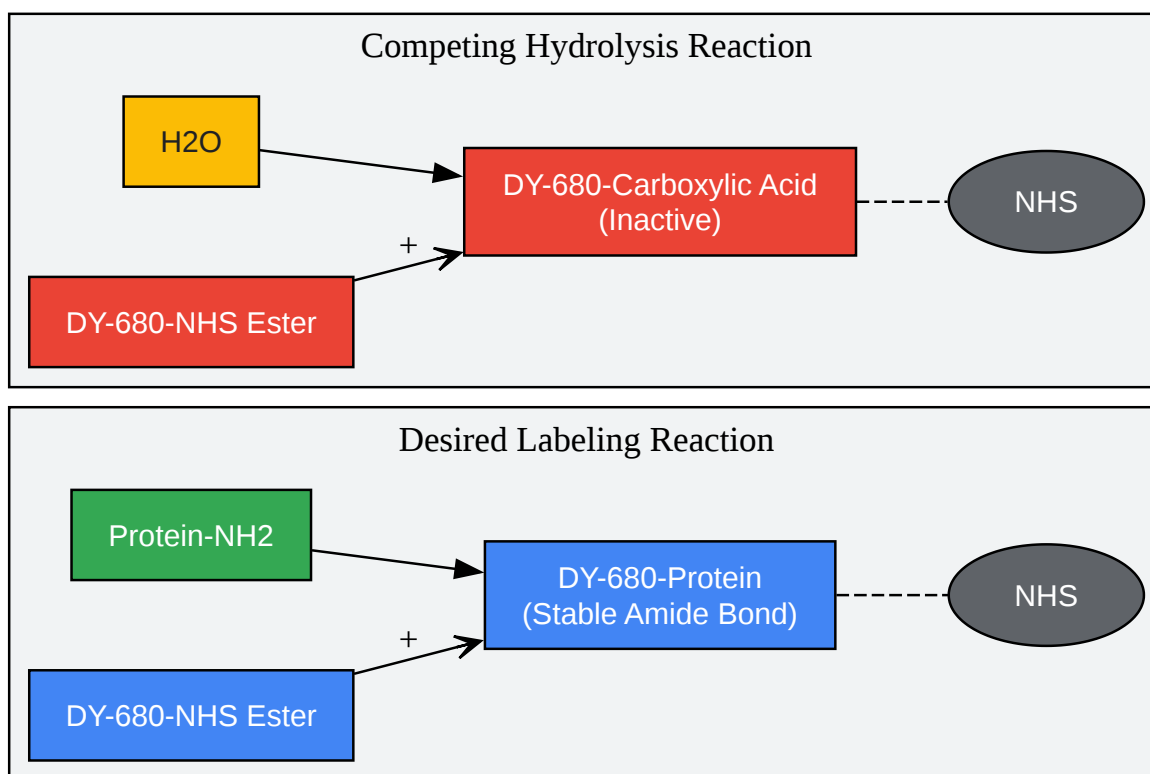 Competing Hydrolysis Reaction
H2O
DY-680-Carboxylic Acid
(Inactive)
NHS
+
DY-680-NHS Ester
Desired Labeling Reaction
Protein-NH2
DY-680-Protein
(Stable Amide Bond)
NHS
+
DY-680-NHS Ester